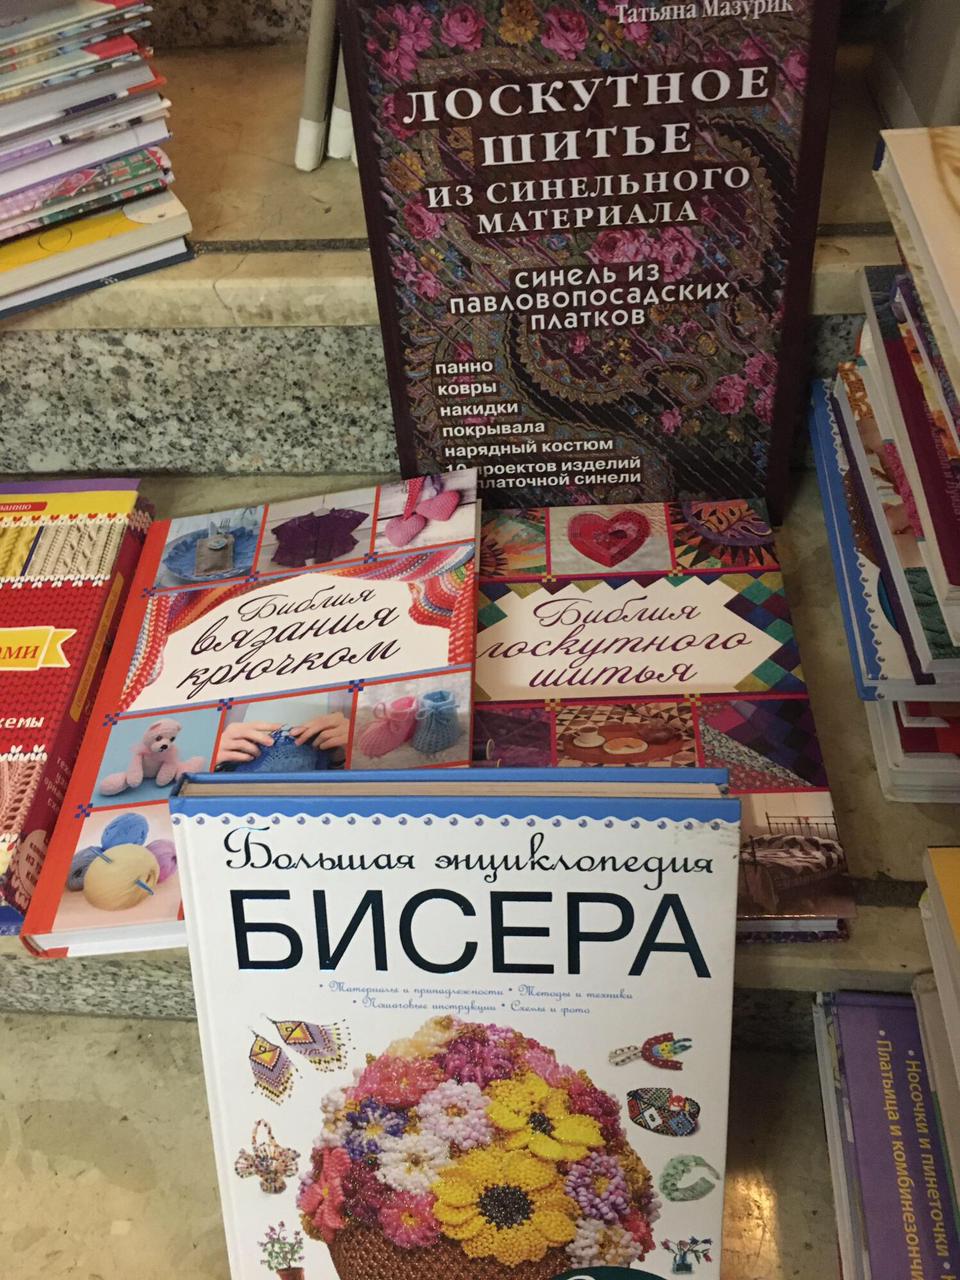 Татьяна Мазурик
ЛОСКУТНОЕ
ШИТЬЕ
ИЗ СИНЕЛЬНОГО
МАТЕРИАЛА
СИНЕЛЬ ИЗ
ПАВЛОВОПОСАДСКИХ
ПЛАТКОВ
панно
ковры
накидки
покрывала
нарядный костюм
10 проектов изделий
платочной синели
Библия
вязания
крючком
Библия
лоскутного
шитья
Большая энциклопедия
БИСЕРА
• Материалы и принадлежности • Методы и техники
• Пошаговые инструкции • Схемы и фото
• Носочки и пинеточки •
• Платьица и комбинезончи